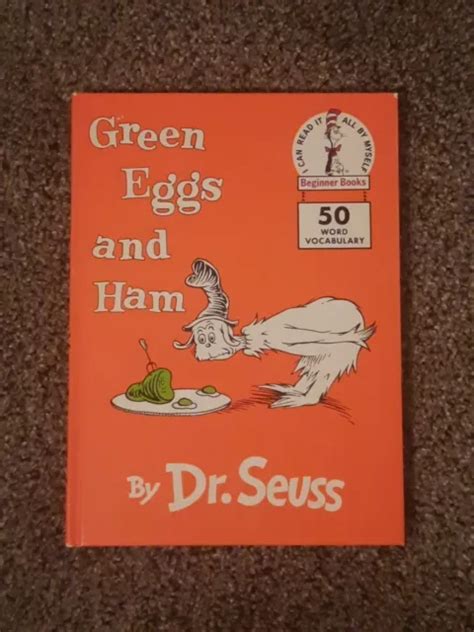 Green
Eggs
and
Ham
I CAN READ IT ALL BY MYSELF
Beginner Books
50
WORD
VOCABULARY
By Dr. Seuss